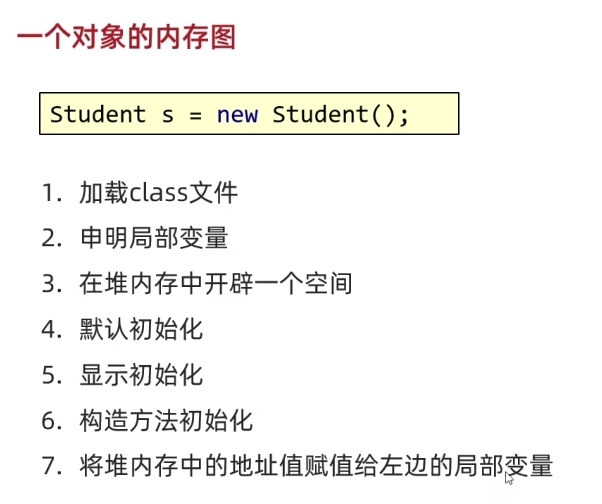 一个对象的内存图
Student s = new Student();
1. 加载class文件
2. 申明局部变量
3. 在堆内存中开辟一个空间
4. 默认初始化
5. 显示初始化
6. 构造方法初始化
7. 将堆内存中的地址值赋值给左边的局部变量